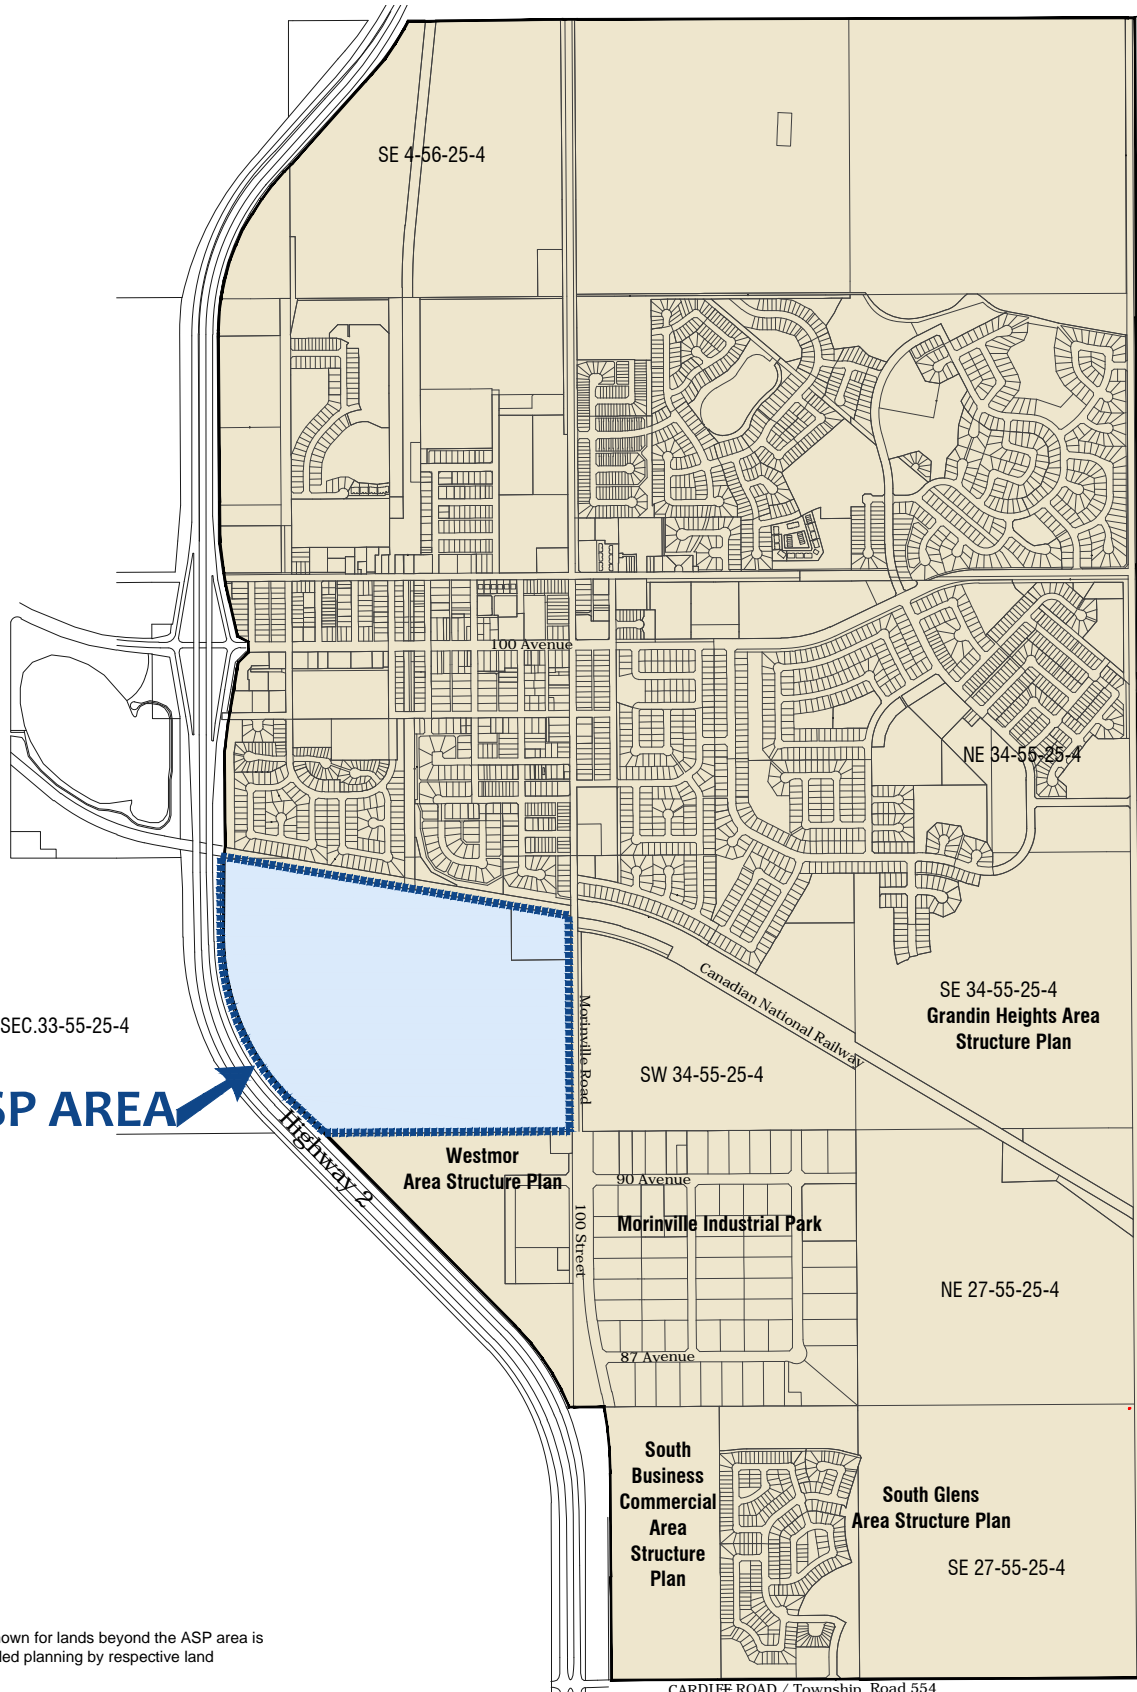 SE 4-56-25-4
100 Avenue
NE 34-55-25-4
SE 34-55-25-4
Grandin Heights Area
Structure Plan
Canadian National Railway
Morinville Road
SEC.33-55-25-4
SW 34-55-25-4
SP AREA
Highway 2
Westmor
Area Structure Plan
90 Avenue
100 Street
Morinville Industrial Park
NE 27-55-25-4
87 Avenue
South
Business
Commercial
Area
Structure
Plan
South Glens
Area Structure Plan
SE 27-55-25-4
own for lands beyond the ASP area is
led planning by respective land
CARDIFF ROAD / Township Road 554